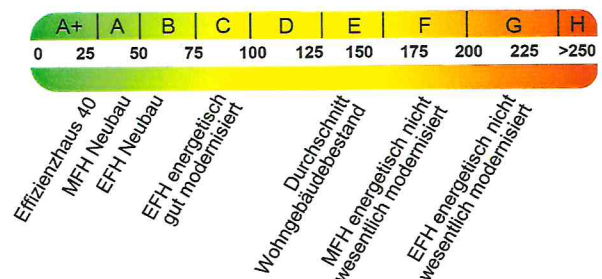 A+ A B C D E F G H
0 25 50 75 100 125 150 175 200 225 >250
Effizienzhaus 40
MFH Neubau
EFH Neubau
EFH energetisch
gut modernisiert
Durchschnitt
Wohngebäudebestand
MFH energetisch nicht
wesentlich modernisiert
EFH energetisch nicht
wesentlich modernisiert